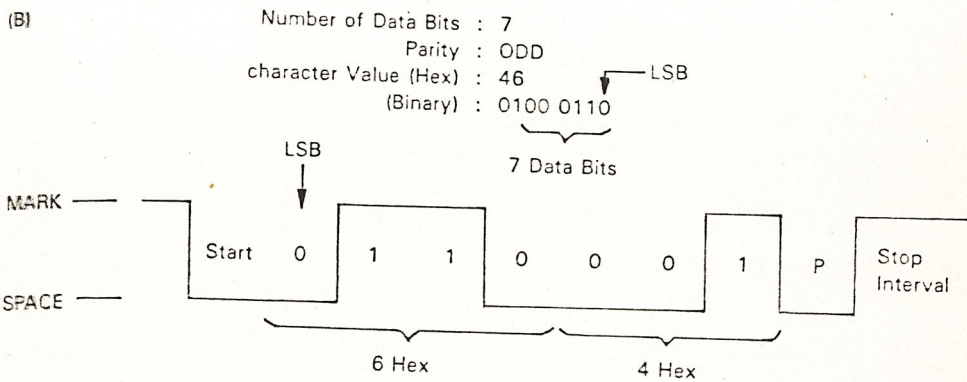 (B)
Number of Data Bits : 7
Parity : ODD
character Value (Hex) : 46
LSB
(Binary) : 0100 0110
7 Data Bits
LSB
MARK
Start 0 1 1 0 0 0 1 P Stop Interval
SPACE
6 Hex
4 Hex